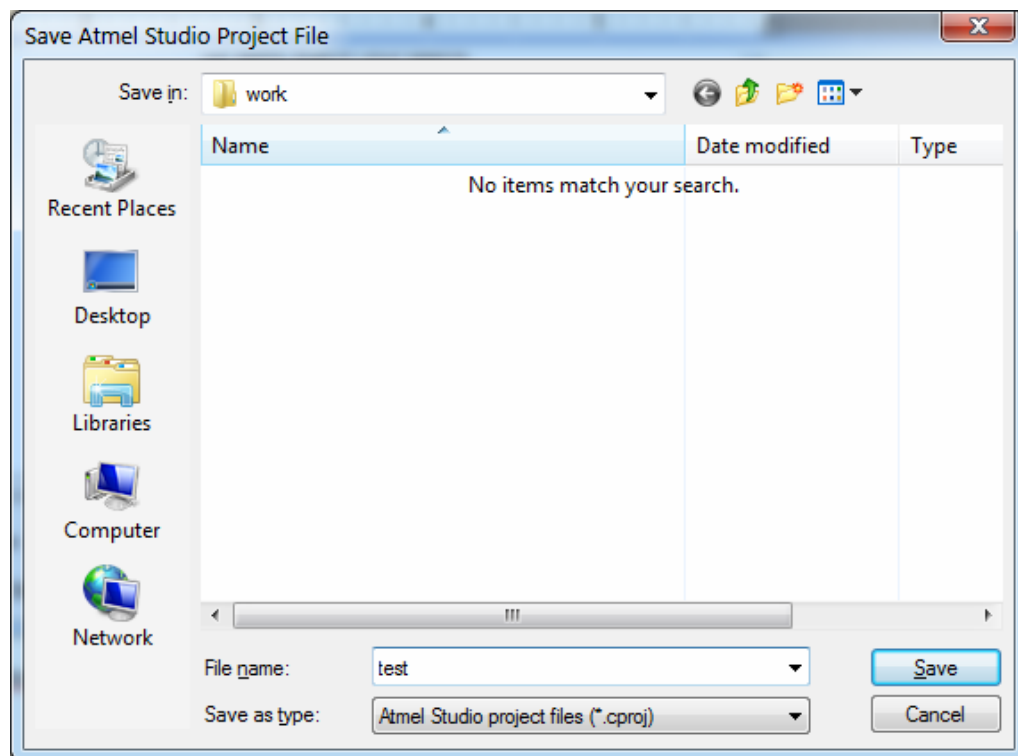 Save Atmel Studio Project File
Save in: work
Name Date modified Type
No items match your search.
Recent Places
Desktop
Libraries
Computer
Network
File name: test Save
Save as type: Atmel Studio project files (*.cproj) Cancel